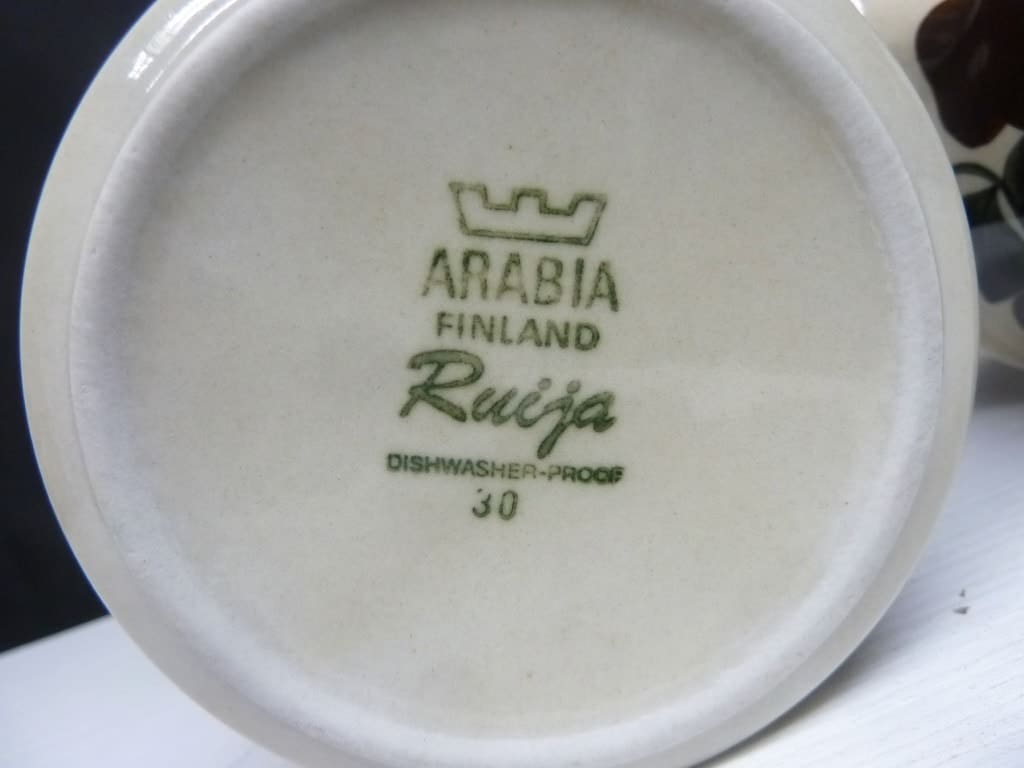 ARABIA
FINLAND
Ruija
DISHWASHER-PROOF
30